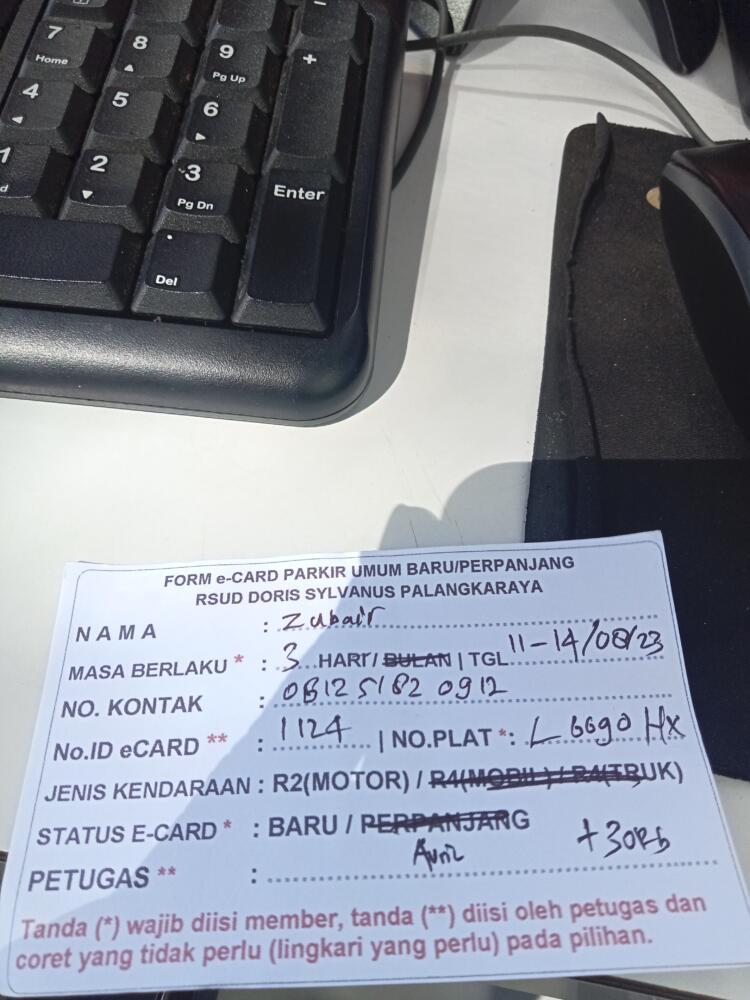 7 Home 8 9 Pg Up +
4 5 6
1 2 3 Pg Dn Enter
. Del
FORM e-CARD PARKIR UMUM BARU/PERPANJANG
RSUD DORIS SYLVANUS PALANGKARAYA
NAMA : Zubair
MASA BERLAKU * : 3 HARI / BULAN | TGL 11-14/08/23
NO. KONTAK : 0812 5182 0912
No.ID eCARD ** : 1124 | NO.PLAT *: L 6690 HX
JENIS KENDARAAN : R2(MOTOR) / R4(MOBIL) / R4(TRUK)
STATUS E-CARD * : BARU / PERPANJANG
+30Rb
PETUGAS ** :
Tanda (*) wajib diisi member, tanda (**) diisi oleh petugas dan
coret yang tidak perlu (lingkari yang perlu) pada pilihan.